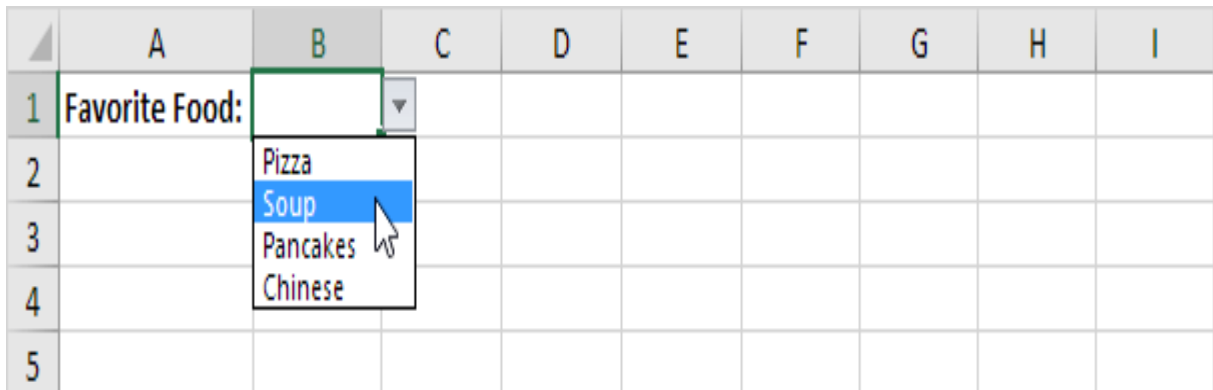 A B C D E F G H I
1 Favorite Food:
2 Pizza
Soup
3 Pancakes
4 Chinese
5